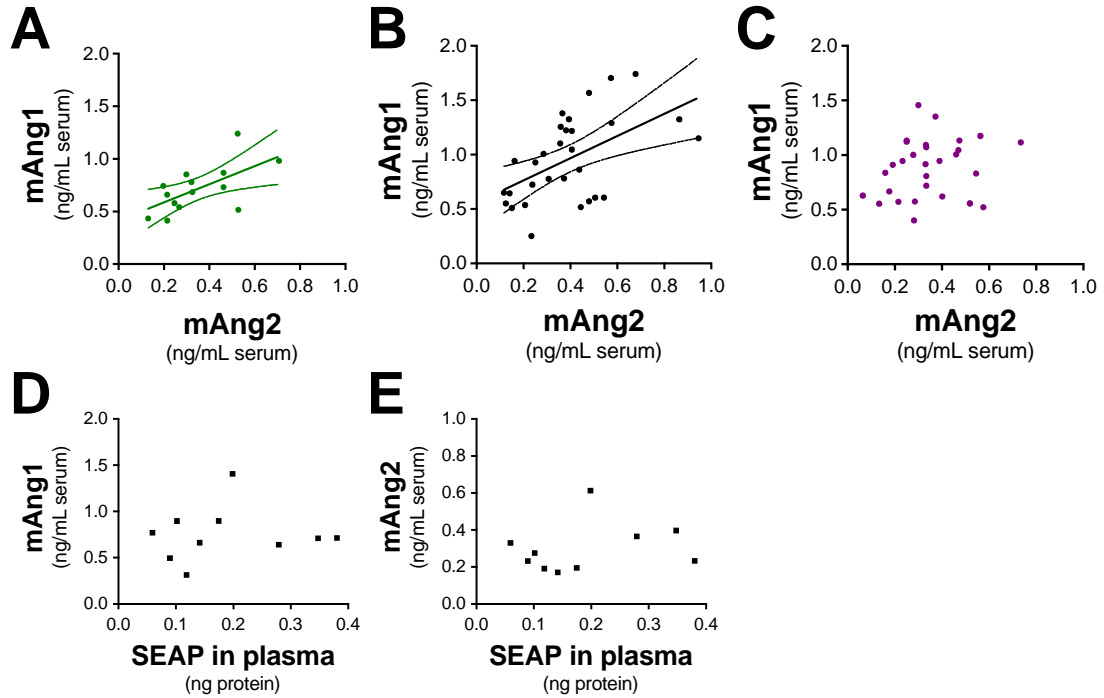 A
mAng1
(ng/mL serum)
2.0
1.5
1.0
0.5
0.0
0.0 0.2 0.4 0.6 0.8 1.0
mAng2
(ng/mL serum)
B
mAng1
(ng/mL serum)
2.0
1.5
1.0
0.5
0.0
0.0 0.2 0.4 0.6 0.8 1.0
mAng2
(ng/mL serum)
C
mAng1
(ng/mL serum)
2.0
1.5
1.0
0.5
0.0
0.0 0.2 0.4 0.6 0.8 1.0
mAng2
(ng/mL serum)
D
mAng1
(ng/mL serum)
2.0
1.5
1.0
0.5
0.0
0.0 0.1 0.2 0.3 0.4
SEAP in plasma
(ng protein)
E
mAng2
(ng/mL serum)
1.0
0.8
0.6
0.4
0.2
0.0
0.0 0.1 0.2 0.3 0.4
SEAP in plasma
(ng protein)